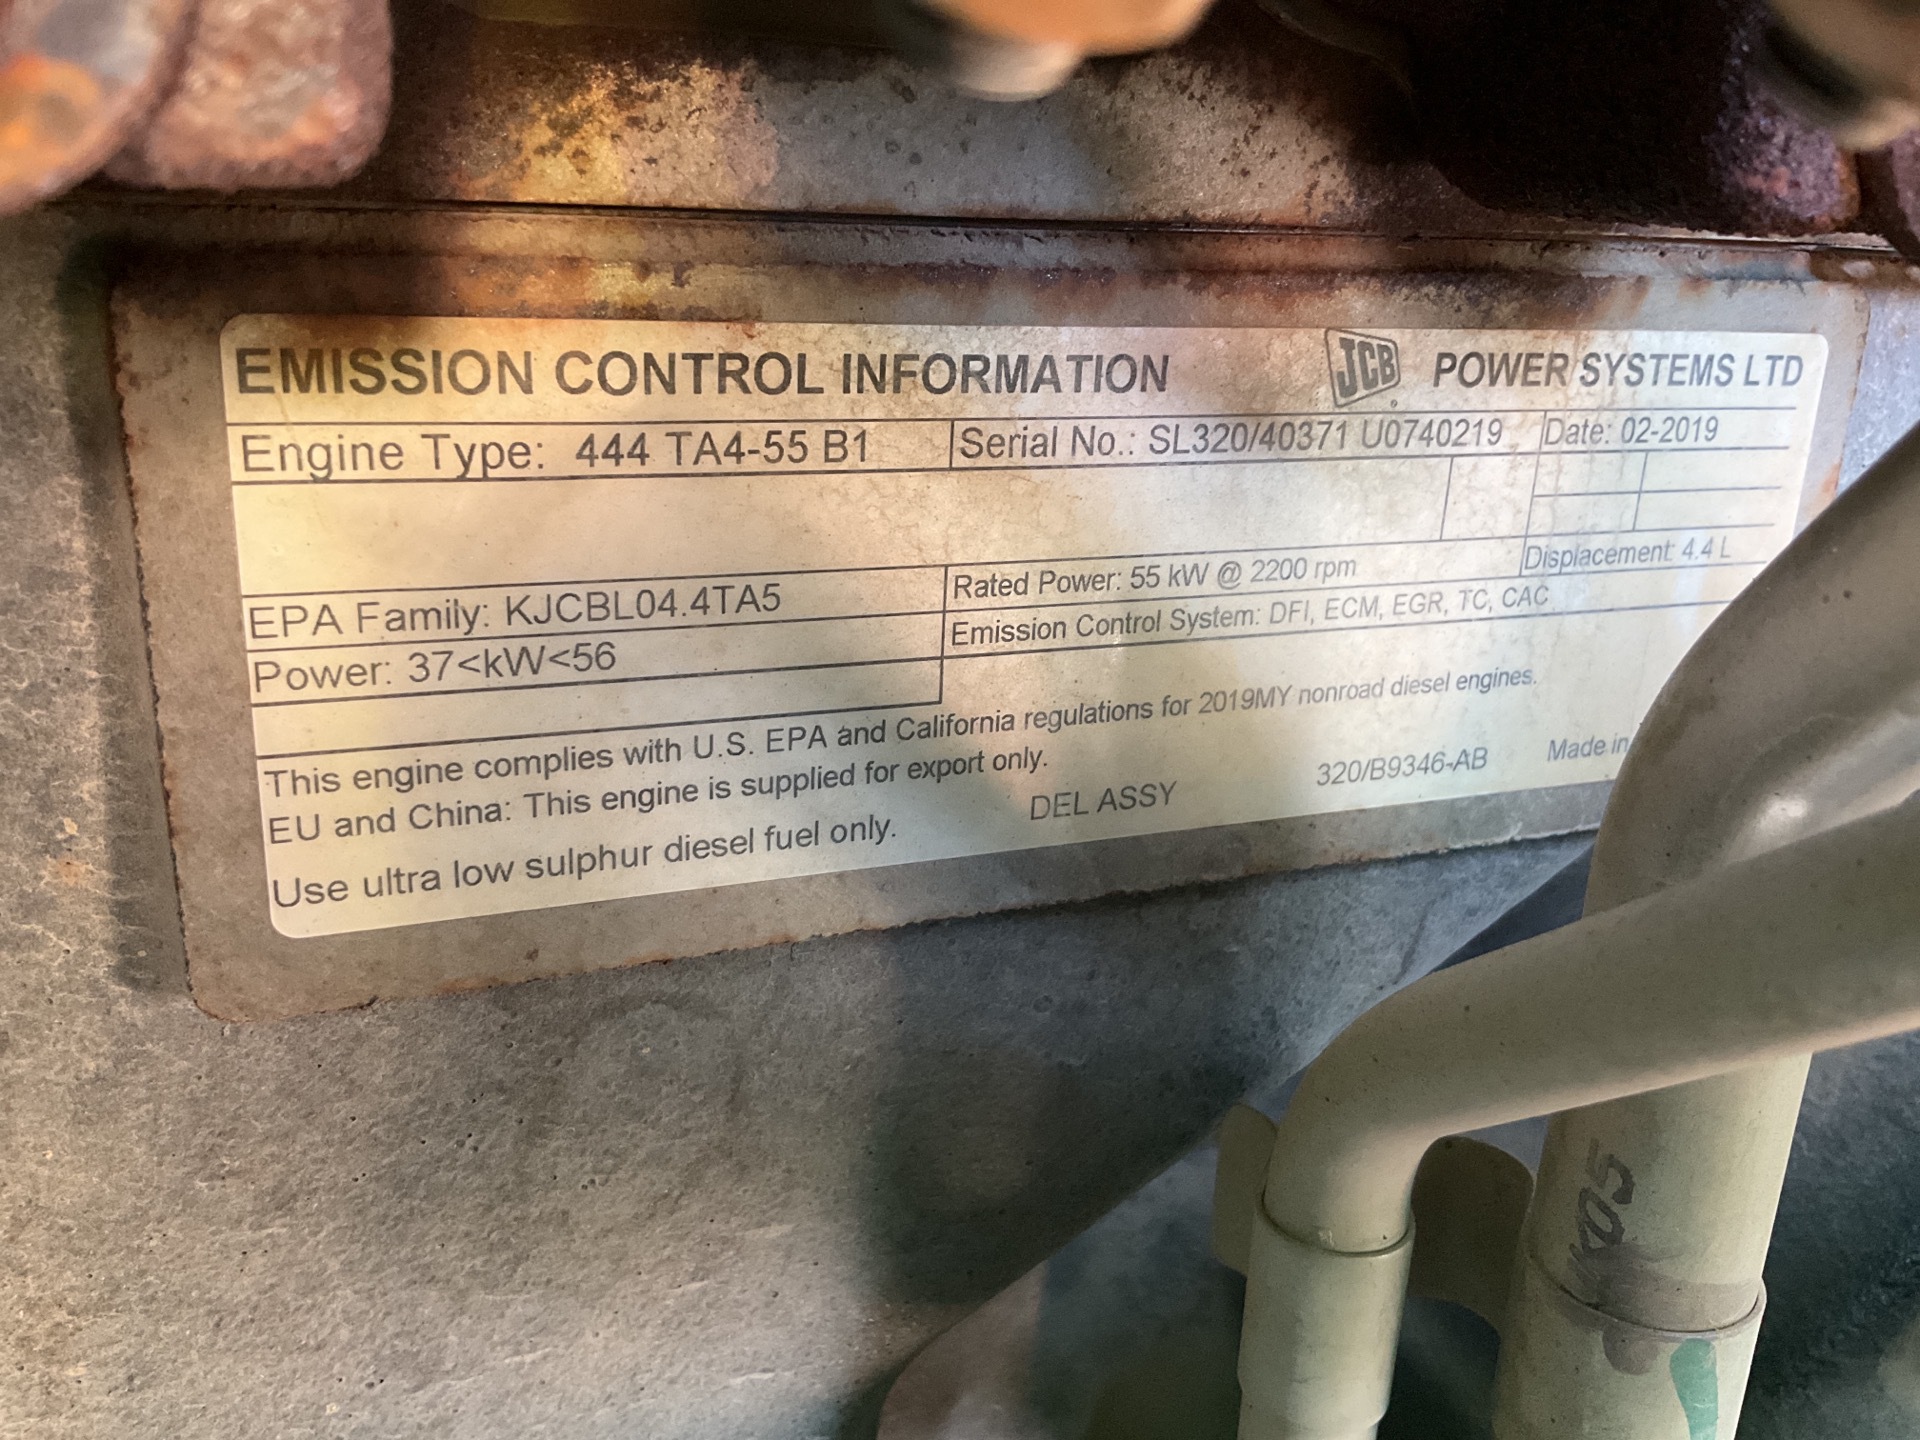 EMISSION CONTROL INFORMATION JCB POWER SYSTEMS LTD
Engine Type: 444 TA4-55 B1 Serial No.: SL320/40371 U0740219 Date: 02-2019
EPA Family: KJCBL04.4TA5 Rated Power: 55 kW @ 2200 rpm Displacement: 4.4 L
Power: 37<kW<56 Emission Control System: DFI, ECM, EGR, TC, CAC
This engine complies with U.S. EPA and California regulations for 2019MY nonroad diesel engines.
EU and China: This engine is supplied for export only.
Use ultra low sulphur diesel fuel only. DEL ASSY 320/B9346-AB Made in